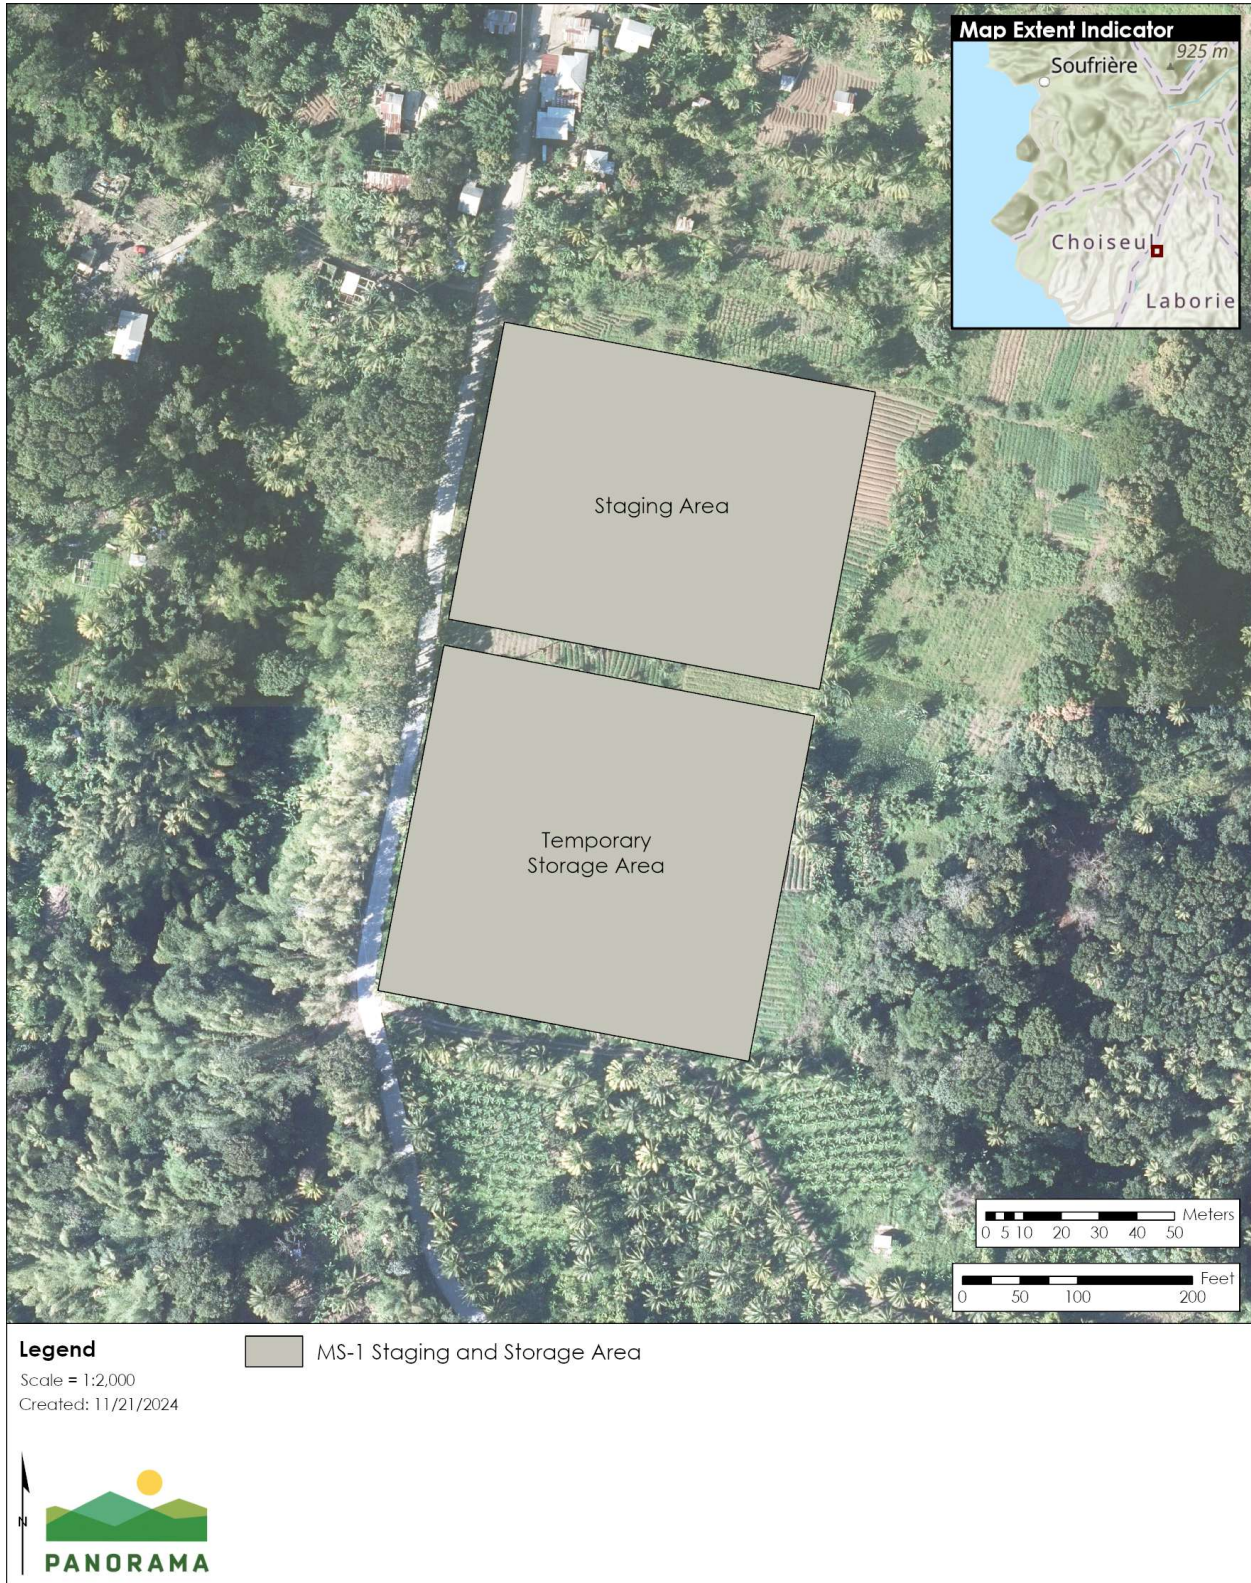 Map Extent Indicator
925 m
Soufrière
Choiseul
Laborie
Staging Area
Temporary
Storage Area
Meters
0 5 10 20 30 40 50
Feet
0 50 100 200
Legend
MS-1 Staging and Storage Area
Scale = 1:2,000
Created: 11/21/2024
N
PANORAMA